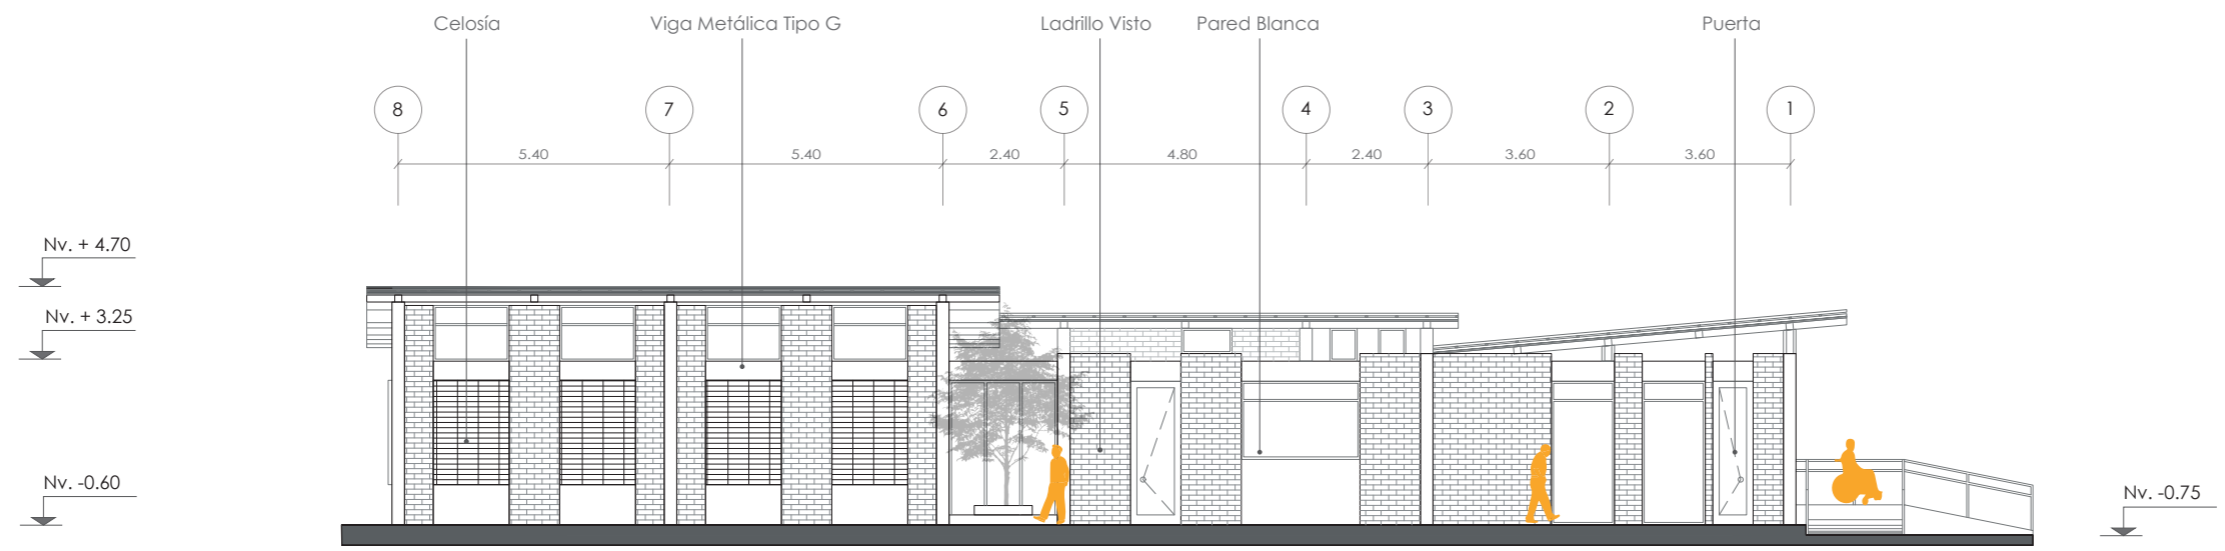 Celosía Viga Metálica Tipo G Ladrillo Visto Pared Blanca Puerta
8 7 6 5 4 3 2 1
5.40 5.40 2.40 4.80 2.40 3.60 3.60
Nv. + 4.70
Nv. + 3.25
Nv. -0.60
Nv. -0.75